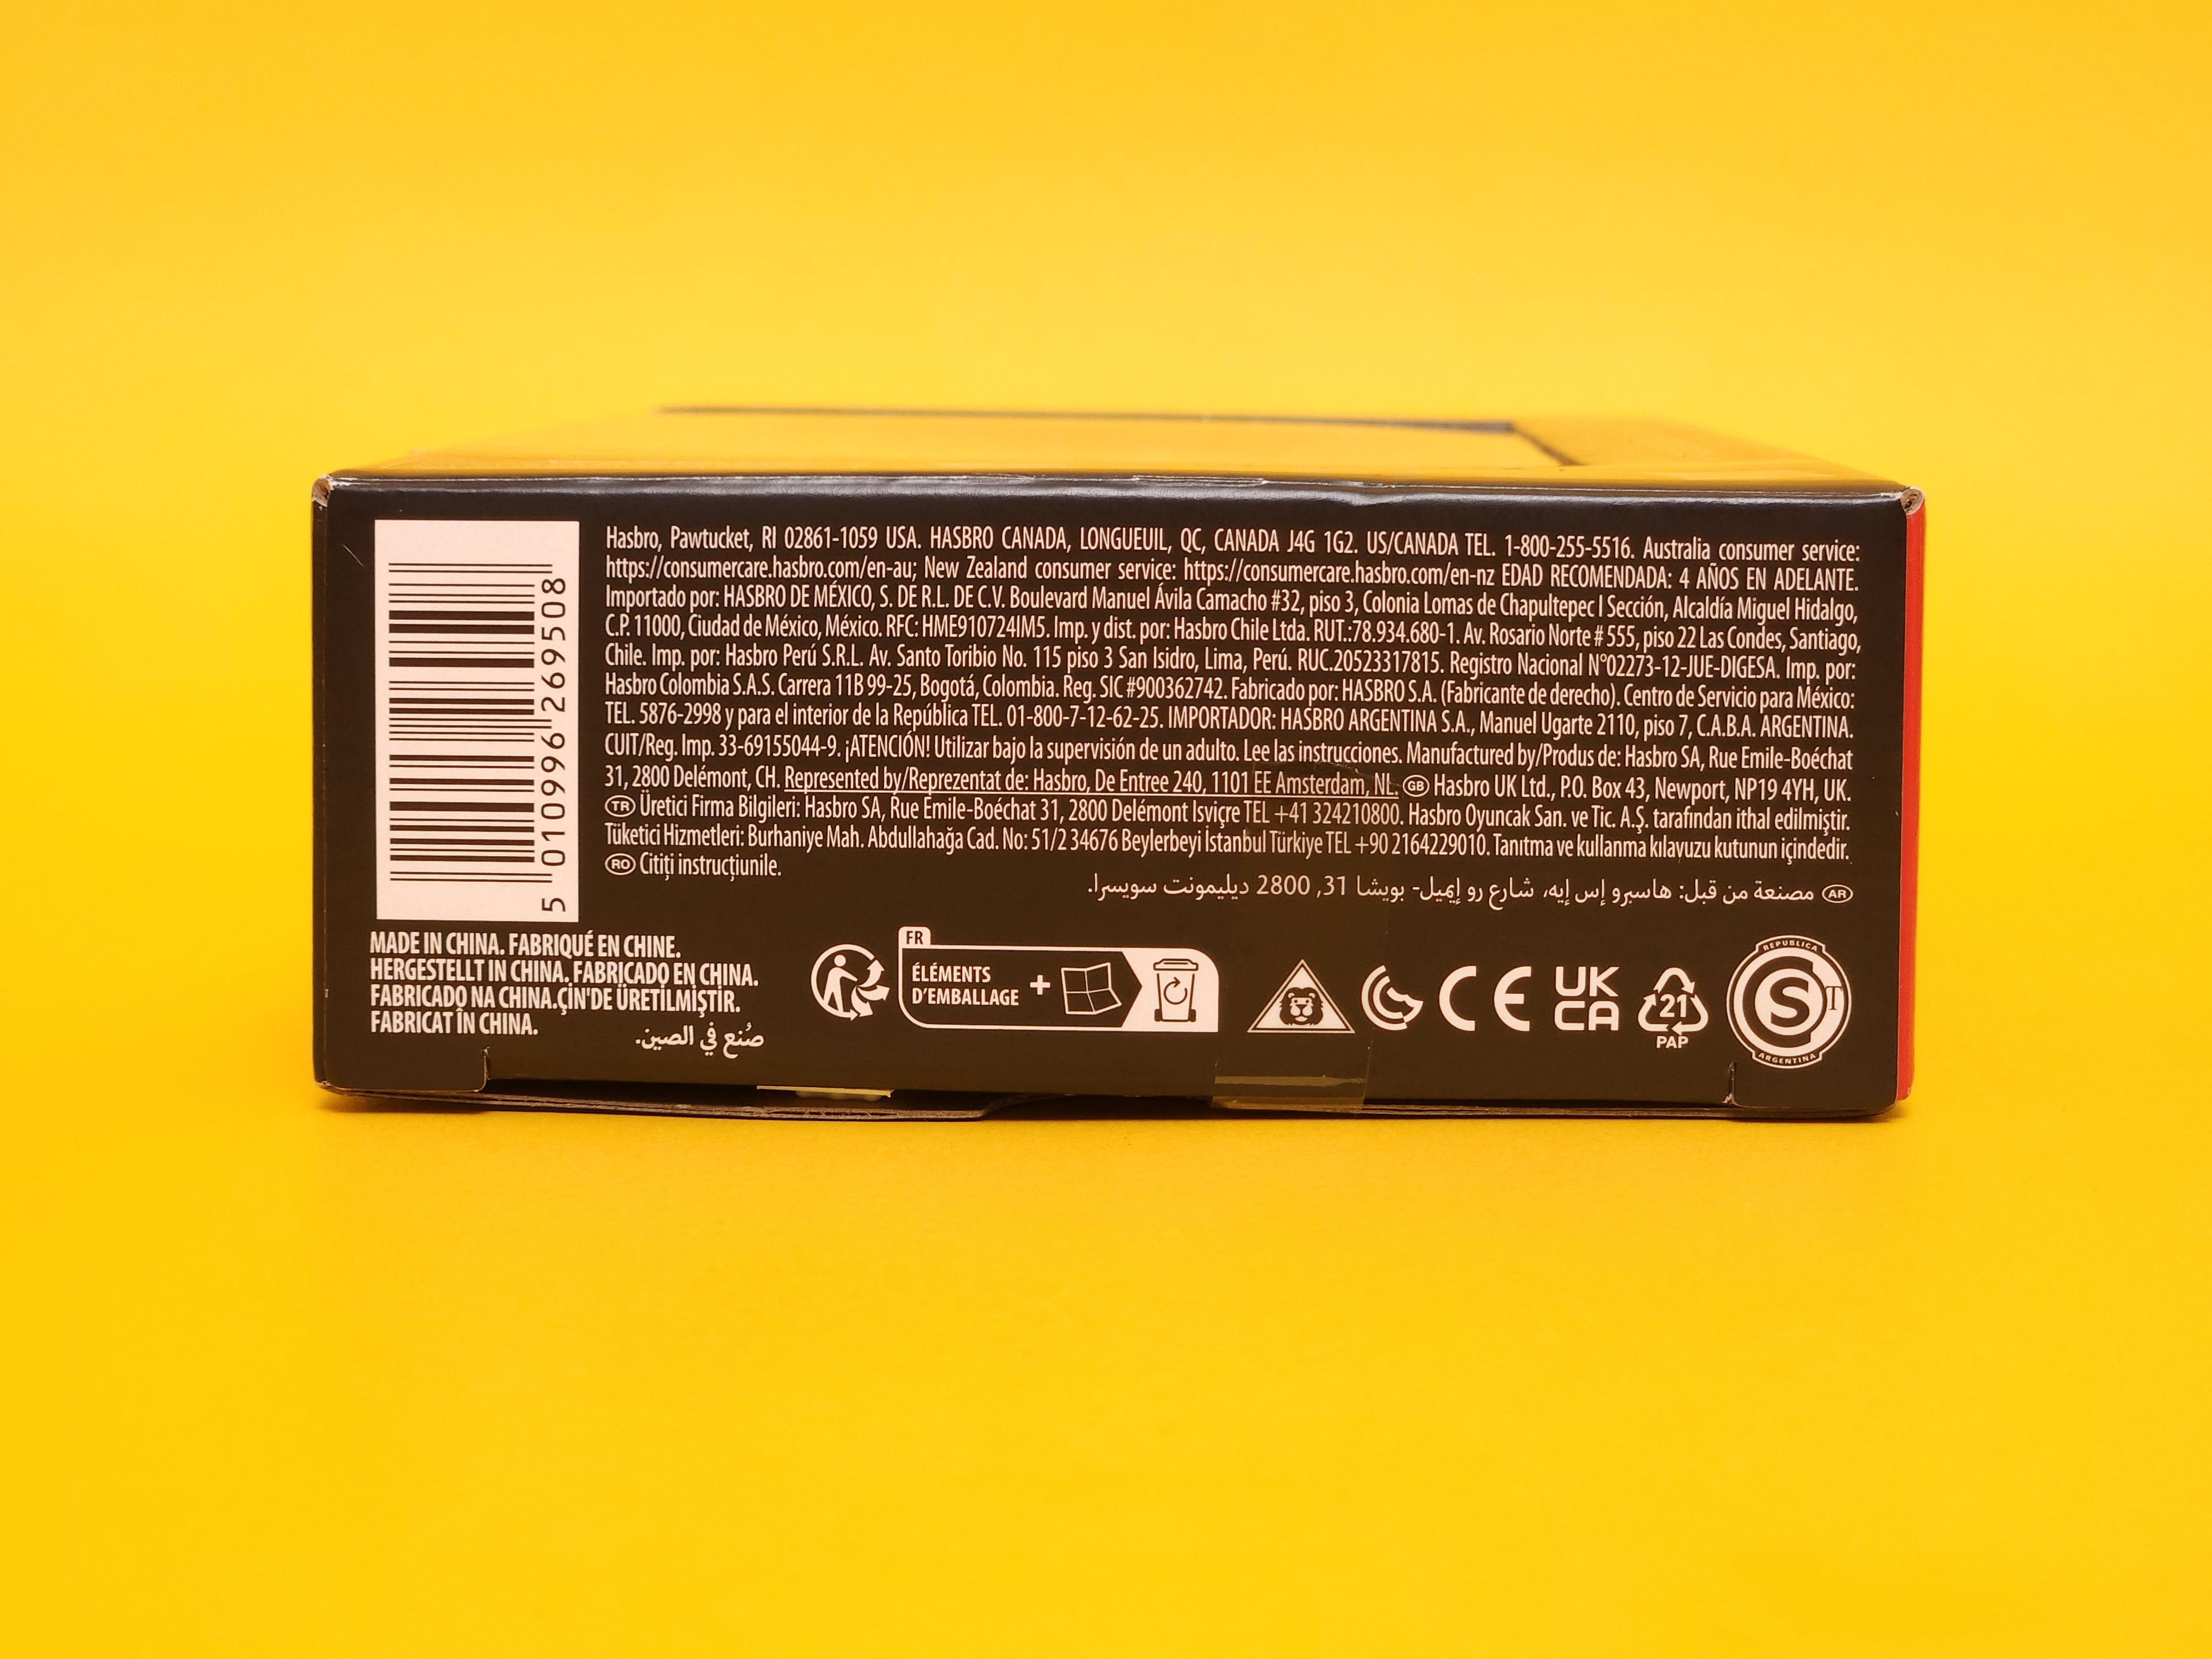 5 010996 269508
Hasbro, Pawtucket, RI 02861-1059 USA. HASBRO CANADA, LONGUEUIL, QC, CANADA J4G 1G2. US/CANADA TEL. 1-800-255-5516. Australia consumer service:
https://consumercare.hasbro.com/en-au; New Zealand consumer service: https://consumercare.hasbro.com/en-nz EDAD RECOMENDADA: 4 AÑOS EN ADELANTE.
Importado por: HASBRO DE MÉXICO, S. DE R.L. DE C.V. Boulevard Manuel Ávila Camacho #32, piso 3, Colonia Lomas de Chapultepec I Sección, Alcaldía Miguel Hidalgo,
C.P. 11000, Ciudad de México, México. RFC: HME910724IM5. Imp. y dist. por: Hasbro Chile Ltda. RUT.:78.934.680-1. Av. Rosario Norte # 555, piso 22 Las Condes, Santiago,
Chile. Imp. por: Hasbro Perú S.R.L. Av. Santo Toribio No. 115 piso 3 San Isidro, Lima, Perú. RUC.20523317815. Registro Nacional N°02273-12-JUE-DIGESA. Imp. por:
Hasbro Colombia S.A.S. Carrera 11B 99-25, Bogotá, Colombia. Reg. SIC #900362742. Fabricado por: HASBRO S.A. (Fabricante de derecho). Centro de Servicio para México:
TEL. 5876-2998 y para el interior de la República TEL. 01-800-7-12-62-25. IMPORTADOR: HASBRO ARGENTINA S.A., Manuel Ugarte 2110, piso 7, C.A.B.A. ARGENTINA.
CUIT/Reg. Imp. 33-69155044-9. ¡ATENCIÓN! Utilizar bajo la supervisión de un adulto. Lee las instrucciones. Manufactured by/Produs de: Hasbro SA, Rue Emile-Boéchat
31, 2800 Delémont, CH. Represented by/Reprezentat de: Hasbro, De Entree 240, 1101 EE Amsterdam, NL. GB Hasbro UK Ltd., P.O. Box 43, Newport, NP19 4YH, UK.
TR Üretici Firma Bilgileri: Hasbro SA, Rue Emile-Boéchat 31, 2800 Delémont İsviçre TEL +41 324210800. Hasbro Oyuncak San. ve Tic. A.Ş. tarafından ithal edilmiştir.
Tüketici Hizmetleri: Burhaniye Mah. Abdullahağa Cad. No: 51/2 34676 Beylerbeyi İstanbul Türkiye TEL +90 2164229010. Tanıtma ve kullanma kılavuzu kutunun içindedir.
RO Citiți instrucțiunile.
AR مصنعة من قبل: هاسبرو إس إيه، شارع رو إيميل- بويشا 31, 2800 ديليمونت سويسرا.
MADE IN CHINA. FABRIQUÉ EN CHINE.
HERGESTELLT IN CHINA. FABRICADO EN CHINA.
FABRICADO NA CHINA.ÇİN'DE ÜRETİLMİŞTİR.
FABRICAT ÎN CHINA.
صُنع في الصين.
FR
ÉLÉMENTS
D'EMBALLAGE +
CE
UK
CA
21
PAP
REPUBLICA
S T
ARGENTINA